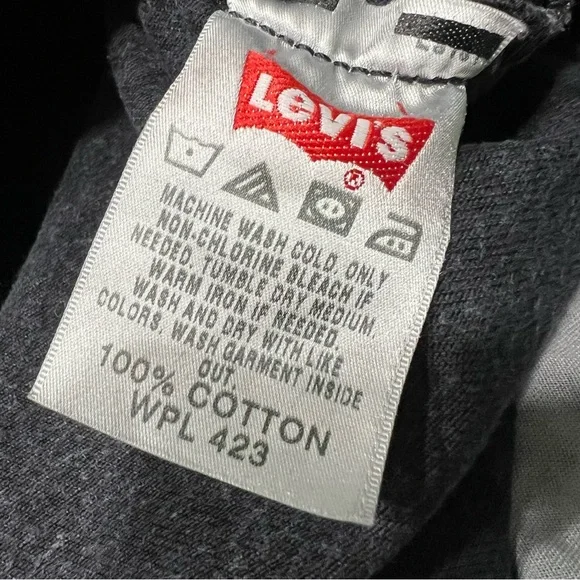 Levi's
®
MACHINE WASH COLD, ONLY
NON-CHLORINE BLEACH IF
NEEDED. TUMBLE DRY MEDIUM.
WARM IRON IF NEEDED.
WASH AND DRY WITH LIKE
COLORS. WASH GARMENT INSIDE
OUT.
100% COTTON
WPL 423